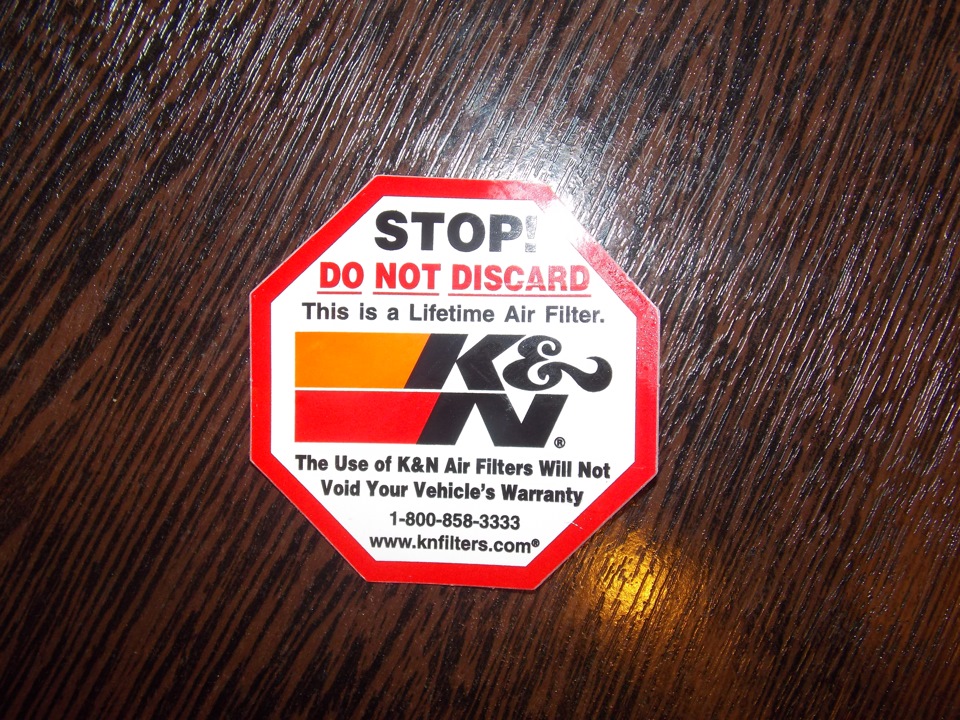 STOP!
DO NOT DISCARD
This is a Lifetime Air Filter.
K&
N®
The Use of K&N Air Filters Will Not
Void Your Vehicle's Warranty
1-800-858-3333
www.knfilters.com®